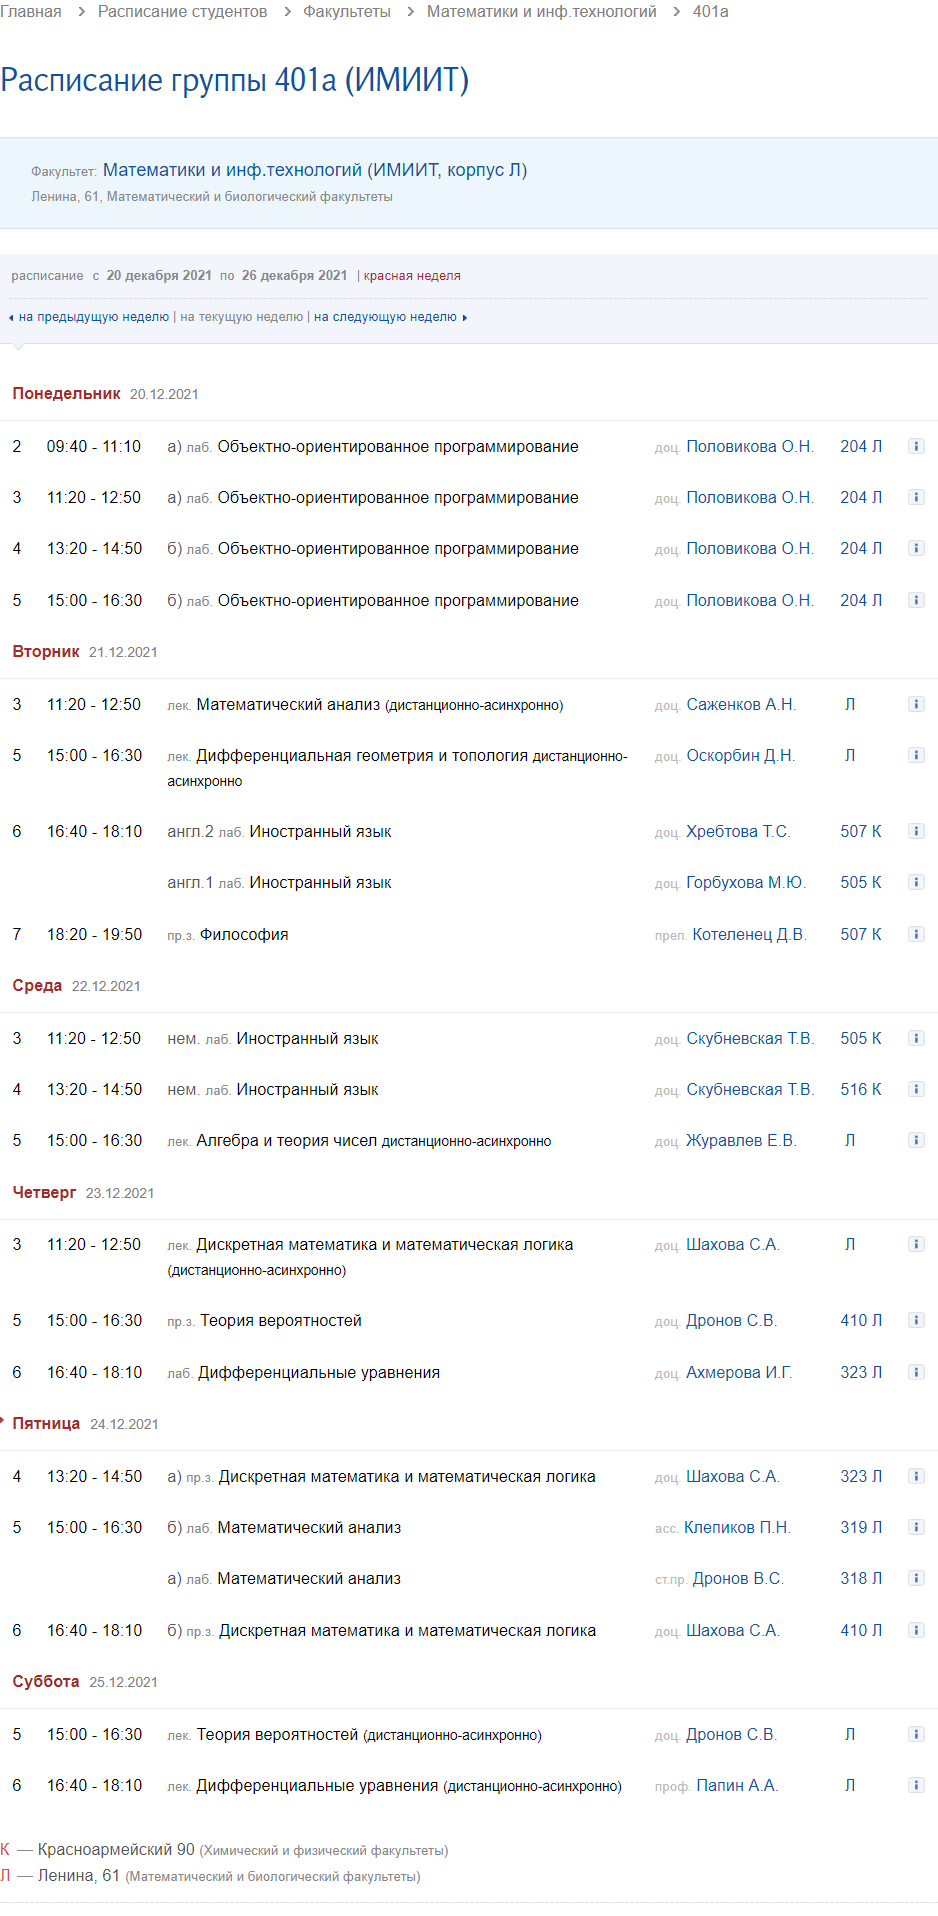 Главная > Расписание студентов > Факультеты > Математики и инф.технологий > 401а
Расписание группы 401а (ИМИИТ)
Факультет: Математики и инф.технологий (ИМИИТ, корпус Л)
Ленина, 61, Математический и биологический факультеты
расписание с 20 декабря 2021 по 26 декабря 2021 | красная неделя
на предыдущую неделю | на текущую неделю | на следующую неделю
Понедельник 20.12.2021
2 09:40 - 11:10 а) лаб. Объектно-ориентированное программирование доц. Половикова О.Н. 204 Л
3 11:20 - 12:50 а) лаб. Объектно-ориентированное программирование доц. Половикова О.Н. 204 Л
4 13:20 - 14:50 б) лаб. Объектно-ориентированное программирование доц. Половикова О.Н. 204 Л
5 15:00 - 16:30 б) лаб. Объектно-ориентированное программирование доц. Половикова О.Н. 204 Л
Вторник 21.12.2021
3 11:20 - 12:50 лек. Математический анализ (дистанционно-асинхронно) доц. Саженков А.Н. Л
5 15:00 - 16:30 лек. Дифференциальная геометрия и топология дистанционно- доц. Оскорбин Д.Н. Л
асинхронно
6 16:40 - 18:10 англ.2 лаб. Иностранный язык доц. Хребтова Т.С. 507 К
англ.1 лаб. Иностранный язык доц. Горбухова М.Ю. 505 К
7 18:20 - 19:50 пр.з. Философия преп. Котеленец Д.В. 507 К
Среда 22.12.2021
3 11:20 - 12:50 нем. лаб. Иностранный язык доц. Скубневская Т.В. 505 К
4 13:20 - 14:50 нем. лаб. Иностранный язык доц. Скубневская Т.В. 516 К
5 15:00 - 16:30 лек. Алгебра и теория чисел дистанционно-асинхронно доц. Журавлев Е.В. Л
Четверг 23.12.2021
3 11:20 - 12:50 лек. Дискретная математика и математическая логика доц. Шахова С.А. Л
(дистанционно-асинхронно)
5 15:00 - 16:30 пр.з. Теория вероятностей доц. Дронов С.В. 410 Л
6 16:40 - 18:10 лаб. Дифференциальные уравнения доц. Ахмерова И.Г. 323 Л
Пятница 24.12.2021
4 13:20 - 14:50 а) пр.з. Дискретная математика и математическая логика доц. Шахова С.А. 323 Л
5 15:00 - 16:30 б) лаб. Математический анализ асс. Клепиков П.Н. 319 Л
а) лаб. Математический анализ ст.пр. Дронов В.С. 318 Л
6 16:40 - 18:10 б) пр.з. Дискретная математика и математическая логика доц. Шахова С.А. 410 Л
Суббота 25.12.2021
5 15:00 - 16:30 лек. Теория вероятностей (дистанционно-асинхронно) доц. Дронов С.В. Л
6 16:40 - 18:10 лек. Дифференциальные уравнения (дистанционно-асинхронно) проф. Папин А.А. Л
К — Красноармейский 90 (Химический и физический факультеты)
Л — Ленина, 61 (Математический и биологический факультеты)